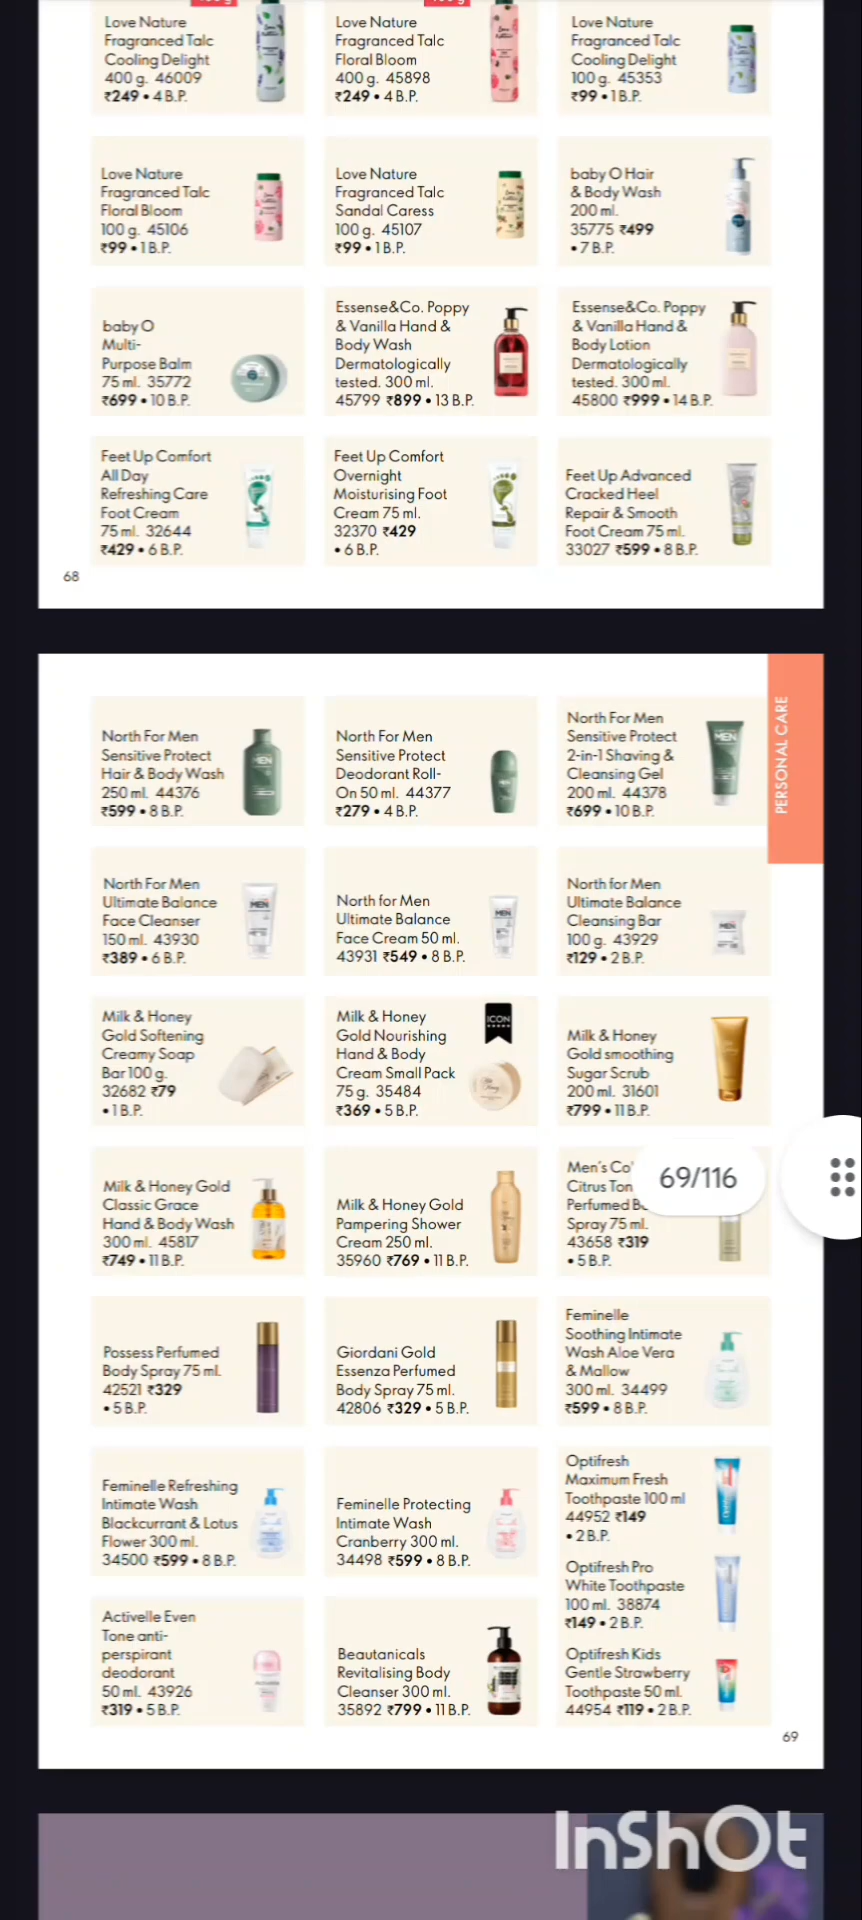 Love Nature
Fragranced Talc
Cooling Delight
400 g. 46009
₹249 • 4 B.P.
Love Nature
Fragranced Talc
Floral Bloom
400 g. 45898
₹249 • 4 B.P.
Love Nature
Fragranced Talc
Cooling Delight
100 g. 45353
₹99 • 1 B.P.
Love Nature
Fragranced Talc
Floral Bloom
100 g. 45106
₹99 • 1 B.P.
Love Nature
Fragranced Talc
Sandal Caress
100 g. 45107
₹99 • 1 B.P.
baby O Hair
& Body Wash
200 ml.
35775 ₹499
• 7 B.P.
baby O
Multi-
Purpose Balm
75 ml. 35772
₹699 • 10 B.P.
Essense&Co. Poppy
& Vanilla Hand &
Body Wash
Dermatologically
tested. 300 ml.
45799 ₹899 • 13 B.P.
Essense&Co. Poppy
& Vanilla Hand &
Body Lotion
Dermatologically
tested. 300 ml.
45800 ₹999 • 14 B.P.
Feet Up Comfort
All Day
Refreshing Care
Foot Cream
75 ml. 32644
₹429 • 6 B.P.
Feet Up Comfort
Overnight
Moisturising Foot
Cream 75 ml.
32370 ₹429
• 6 B.P.
Feet Up Advanced
Cracked Heel
Repair & Smooth
Foot Cream 75 ml.
33027 ₹599 • 8 B.P.
68
PERSONAL CARE
North For Men
Sensitive Protect
Hair & Body Wash
250 ml. 44376
₹599 • 8 B.P.
MEN
North For Men
Sensitive Protect
Deodorant Roll-
On 50 ml. 44377
₹279 • 4 B.P.
MEN
North For Men
Sensitive Protect
2-in-1 Shaving &
Cleansing Gel
200 ml. 44378
₹699 • 10 B.P.
MEN
North For Men
Ultimate Balance
Face Cleanser
150 ml. 43930
₹389 • 6 B.P.
MEN
North for Men
Ultimate Balance
Face Cream 50 ml.
43931 ₹549 • 8 B.P.
MEN
North for Men
Ultimate Balance
Cleansing Bar
100 g. 43929
₹129 • 2 B.P.
MEN
Milk & Honey
Gold Softening
Creamy Soap
Bar 100 g.
32682 ₹79
• 1 B.P.
Milk & Honey
Gold Nourishing
Hand & Body
Cream Small Pack
75 g. 35484
₹369 • 5 B.P.
ICON
Milk & Honey
Gold smoothing
Sugar Scrub
200 ml. 31601
₹799 • 11 B.P.
Milk & Honey Gold
Classic Grace
Hand & Body Wash
300 ml. 45817
₹749 • 11 B.P.
Milk & Honey Gold
Pampering Shower
Cream 250 ml.
35960 ₹769 • 11 B.P.
Men's
Citrus
Perfumed
Spray 75 ml.
43658 ₹319
• 5 B.P.
69/116
Possess Perfumed
Body Spray 75 ml.
42521 ₹329
• 5 B.P.
Giordani Gold
Essenza Perfumed
Body Spray 75 ml.
42806 ₹329 • 5 B.P.
Feminelle
Soothing Intimate
Wash Aloe Vera
& Mallow
300 ml. 34499
₹599 • 8 B.P.
Feminelle Refreshing
Intimate Wash
Blackcurrant & Lotus
Flower 300 ml.
34500 ₹599 • 8 B.P.
Feminelle Protecting
Intimate Wash
Cranberry 300 ml.
34498 ₹599 • 8 B.P.
Optifresh
Maximum Fresh
Toothpaste 100 ml
44952 ₹149
• 2 B.P.
Optifresh Pro
White Toothpaste
100 ml. 38874
₹149 • 2 B.P.
Optifresh Kids
Gentle Strawberry
Toothpaste 50 ml.
44954 ₹119 • 2 B.P.
Activelle Even
Tone anti-
perspirant
deodorant
50 ml. 43926
₹319 • 5 B.P.
Beautanicals
Revitalising Body
Cleanser 300 ml.
35892 ₹799 • 11 B.P.
69
InShOt